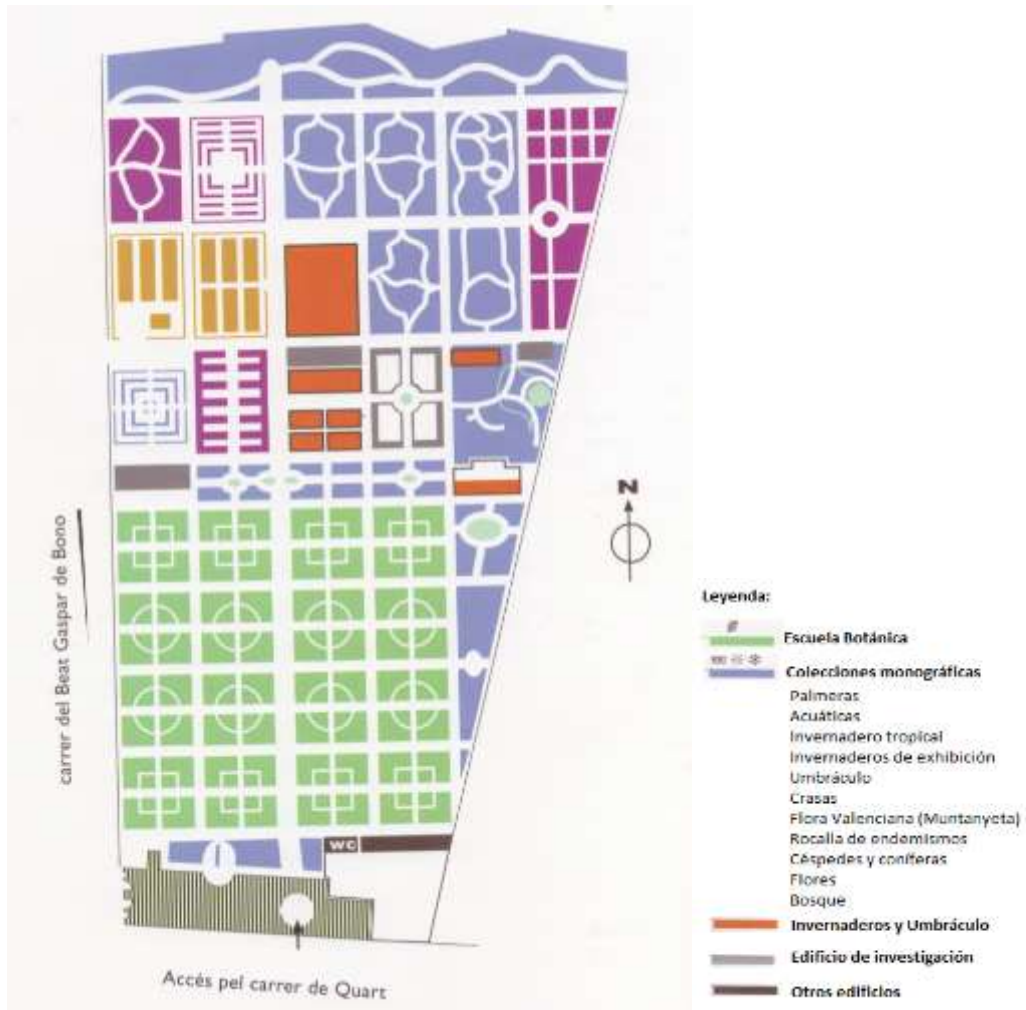 N
carrer del Beat Gaspar de Bono
WC
Accés pel carrer de Quart
Leyenda:
Escuela Botánica
Colecciones monográficas
Palmeras
Acuáticas
Invernadero tropical
Invernaderos de exhibición
Umbráculo
Crasas
Flora Valenciana (Muntanyeta)
Rocalla de endemismos
Céspedes y coníferas
Flores
Bosque
Invernaderos y Umbráculo
Edificio de investigación
Otros edificios